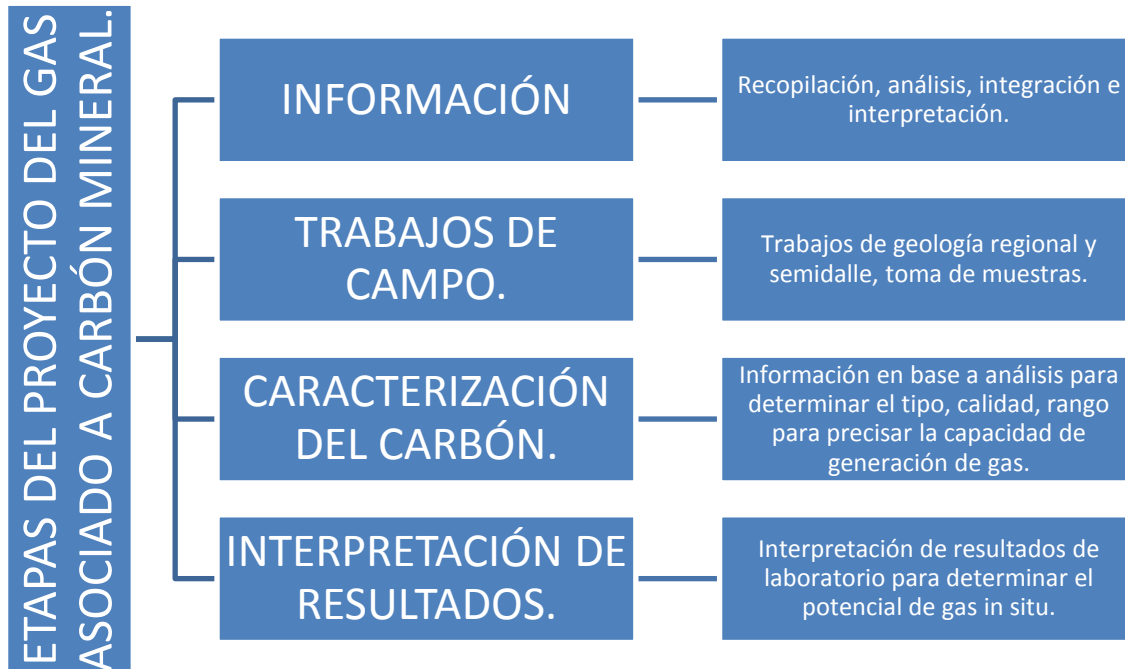 ETAPAS DEL PROYECTO DEL GAS
ASOCIADO A CARBÓN MINERAL.
INFORMACIÓN
Recopilación, análisis, integración e
interpretación.
TRABAJOS DE
CAMPO.
Trabajos de geología regional y
semidalle, toma de muestras.
CARACTERIZACIÓN
DEL CARBÓN.
Información en base a análisis para
determinar el tipo, calidad, rango
para precisar la capacidad de
generación de gas.
INTERPRETACIÓN DE
RESULTADOS.
Interpretación de resultados de
laboratorio para determinar el
potencial de gas in situ.